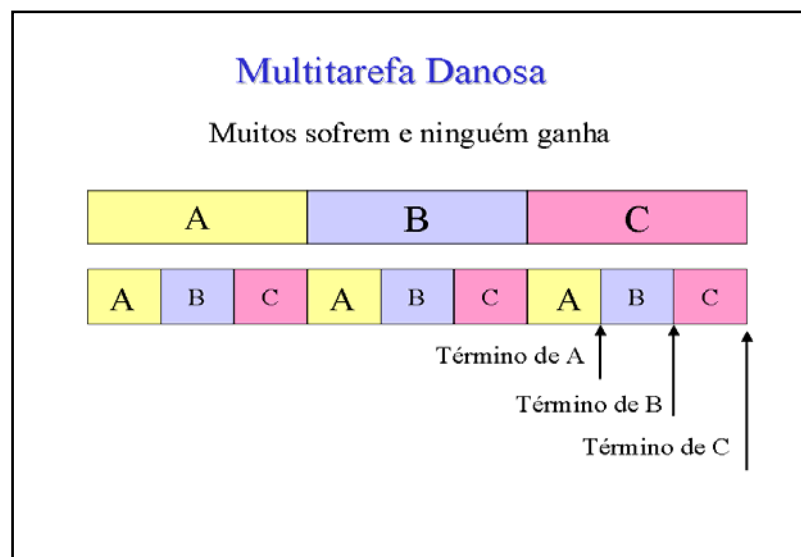 Multitarefa Danosa
Muitos sofrem e ninguém ganha
A B C
A B C A B C A B C
Término de A
Término de B
Término de C